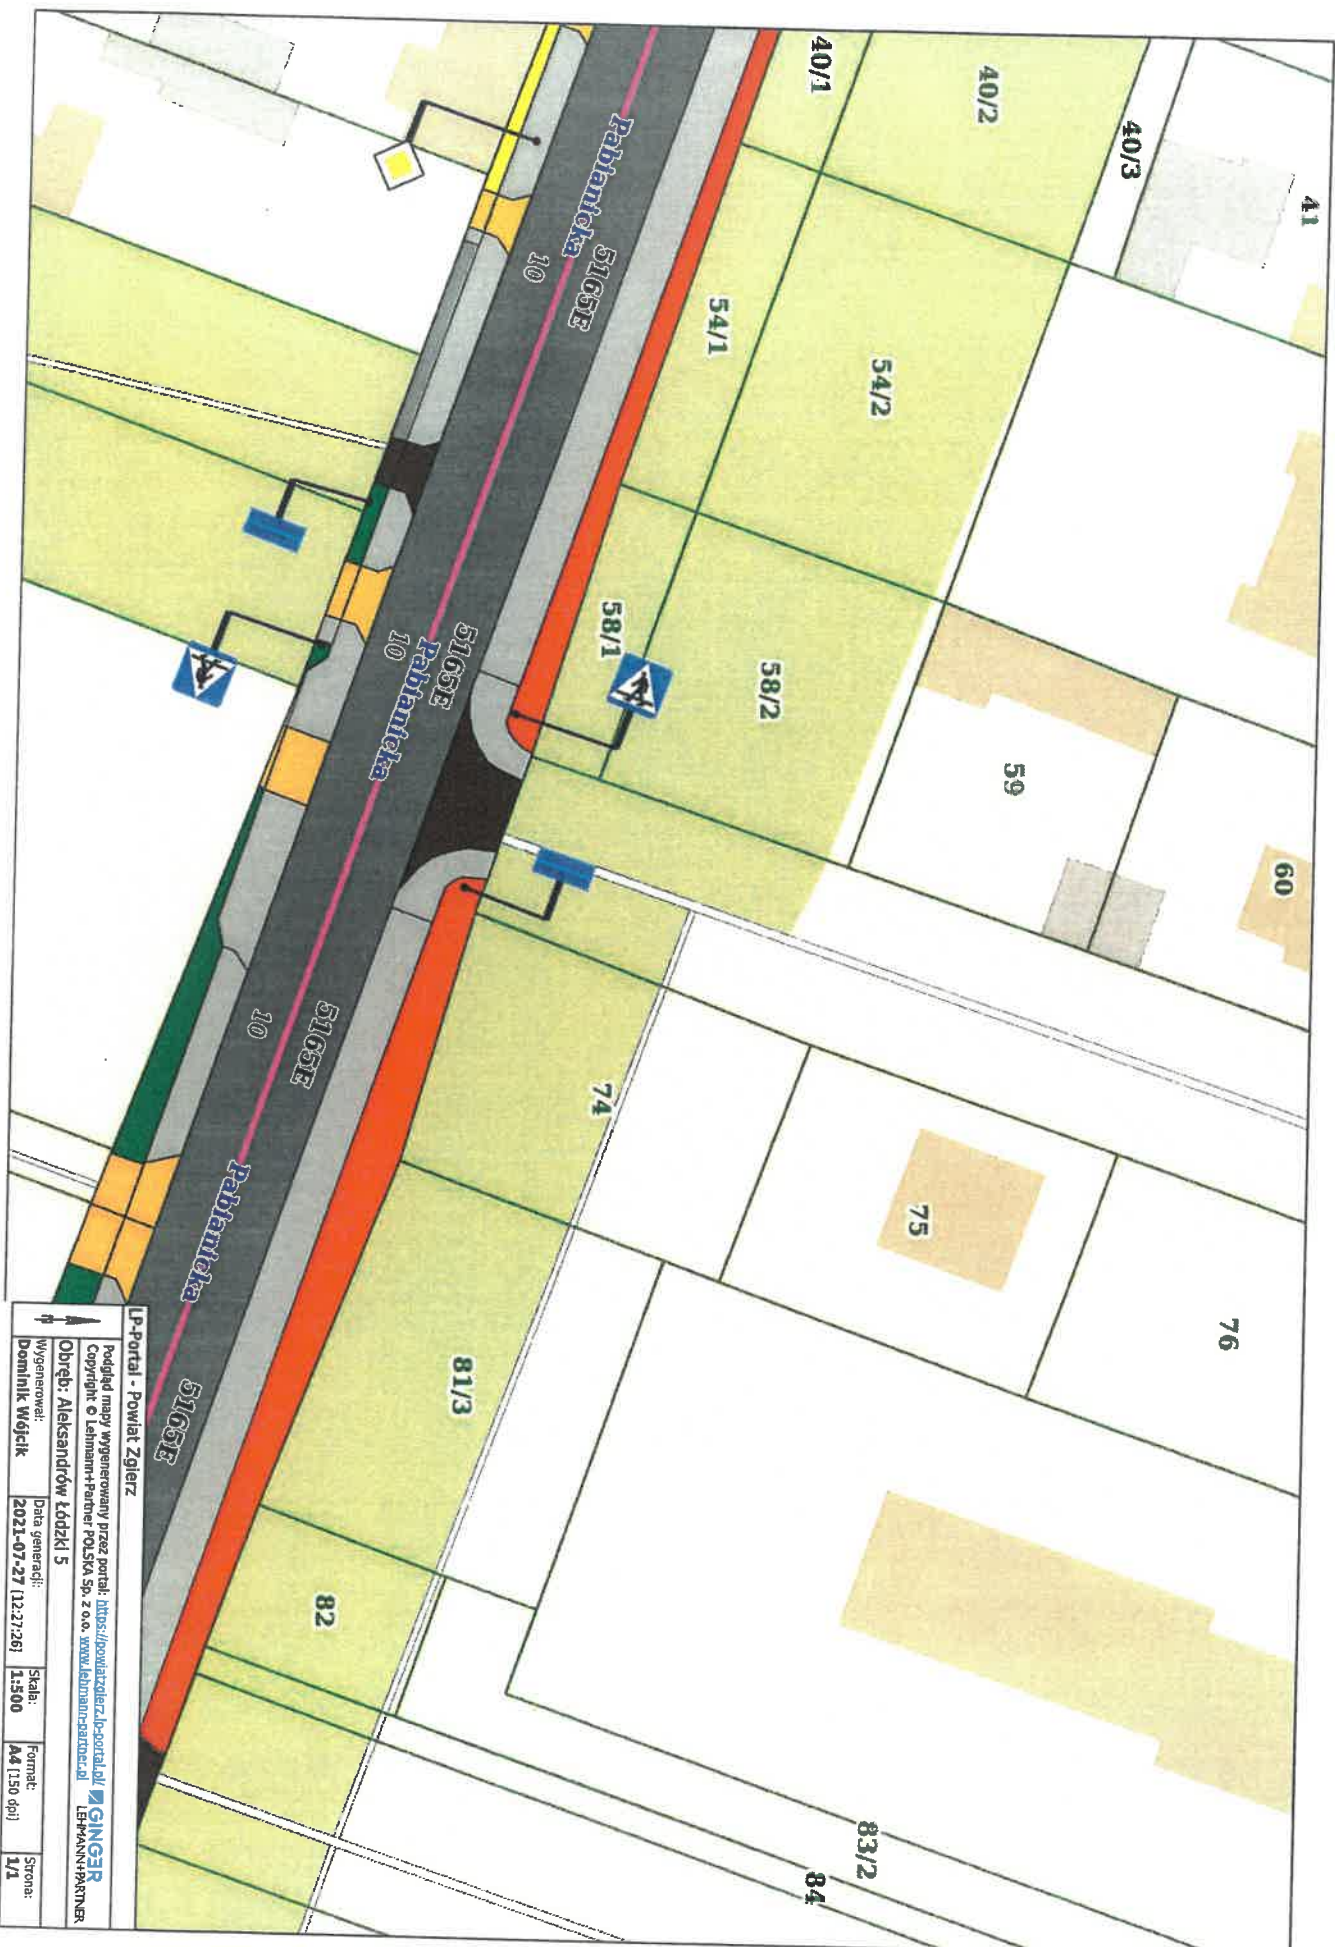 41
40/3
40/2
40/1
54/1
54/2
58/1
58/2
59
60
74
75
76
81/3
82
83/2
84
Pabianicka
5165E
10
5165E
Pabianicka
10
5165E
10
Pabianicka
5165E
LP-Portal - Powiat Zgierz
Podgląd mapy wygenerowany przez portal: https://powiatzgierz.lp-portal.pl/
Copyright © Lehmann+Partner POLSKA Sp. z o.o. www.lehmann-partner.pl
GINGER
LEHMANN+PARTNER
Obręb: Aleksandrów Łódzki 5
Wygenerował:
Dominik Wójcik
Data generacji:
2021-07-27 [12:27:26]
Skala:
1:500
Format:
A4 [150 dpi]
Strona:
1/1